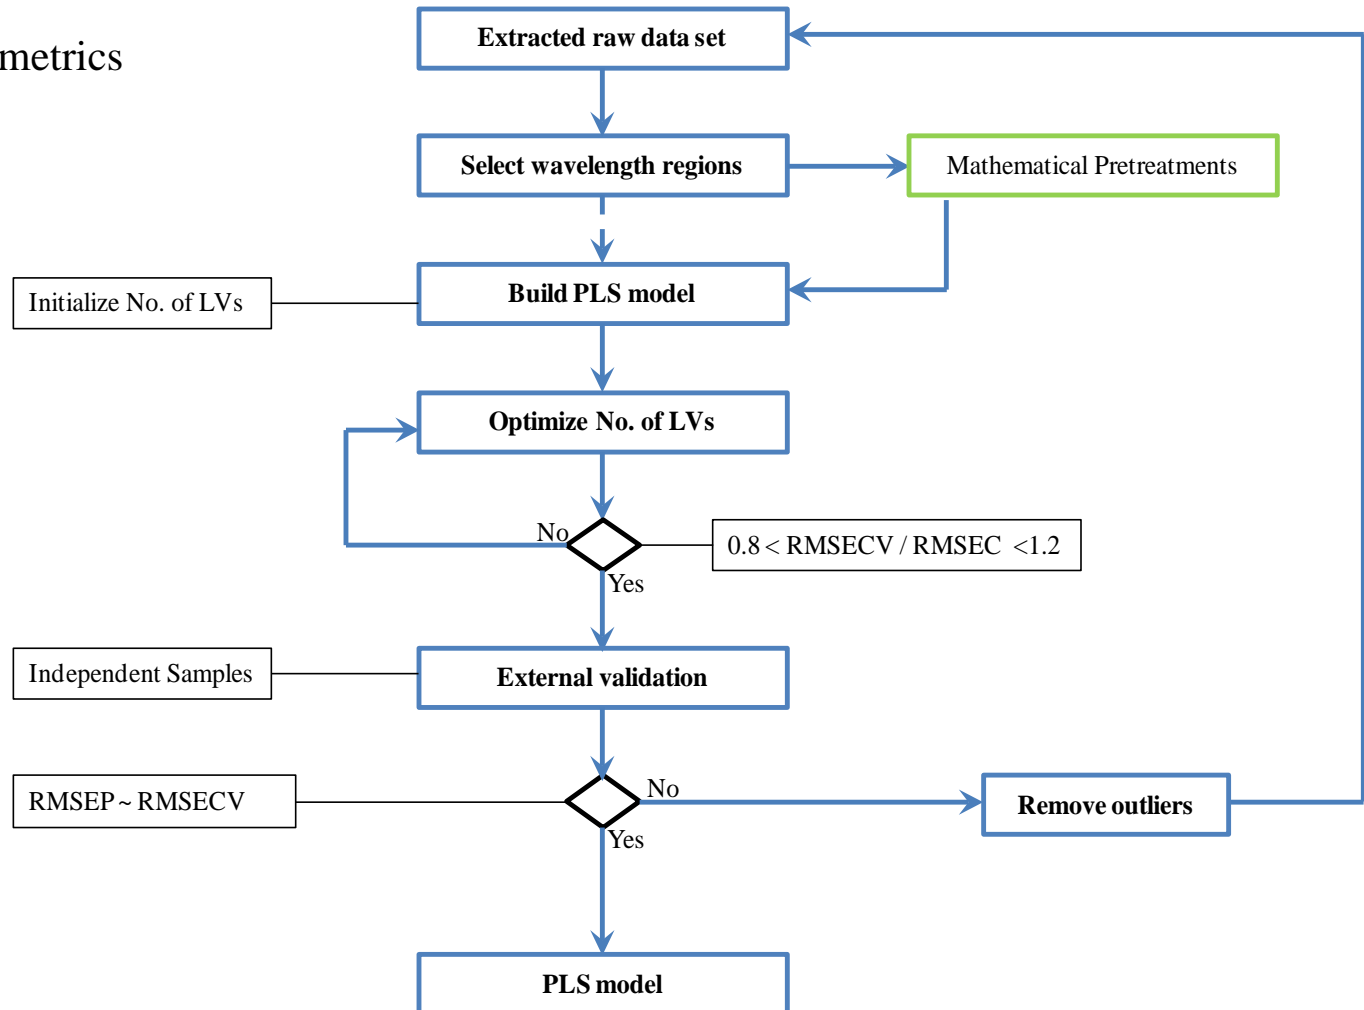 metrics
Extracted raw data set
Select wavelength regions
Mathematical Pretreatments
Initialize No. of LVs
Build PLS model
Optimize No. of LVs
No
0.8 < RMSECV / RMSEC <1.2
Yes
Independent Samples
External validation
RMSEP ~ RMSECV
No
Remove outliers
Yes
PLS model